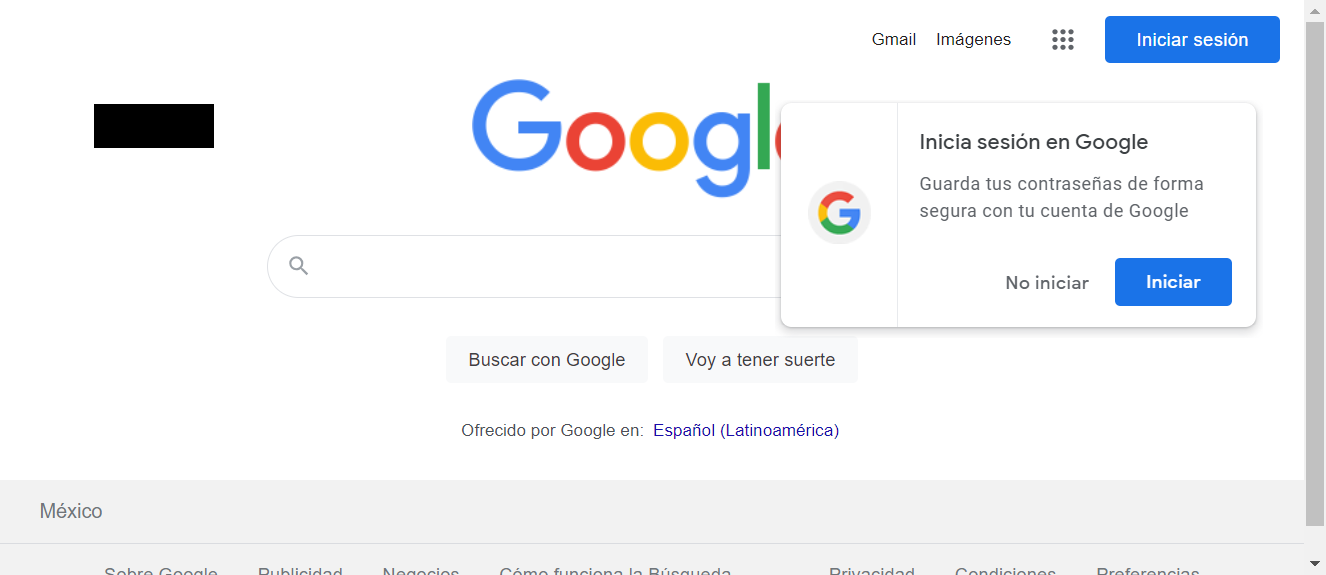 Gmail Imágenes Iniciar sesión
Google
Inicia sesión en Google
Guarda tus contraseñas de forma
segura con tu cuenta de Google
No iniciar Iniciar
Buscar con Google Voy a tener suerte
Ofrecido por Google en: Español (Latinoamérica)
México
Sobre Google Publicidad Negocios Cómo funciona la Búsqueda Privacidad Condiciones Preferencias